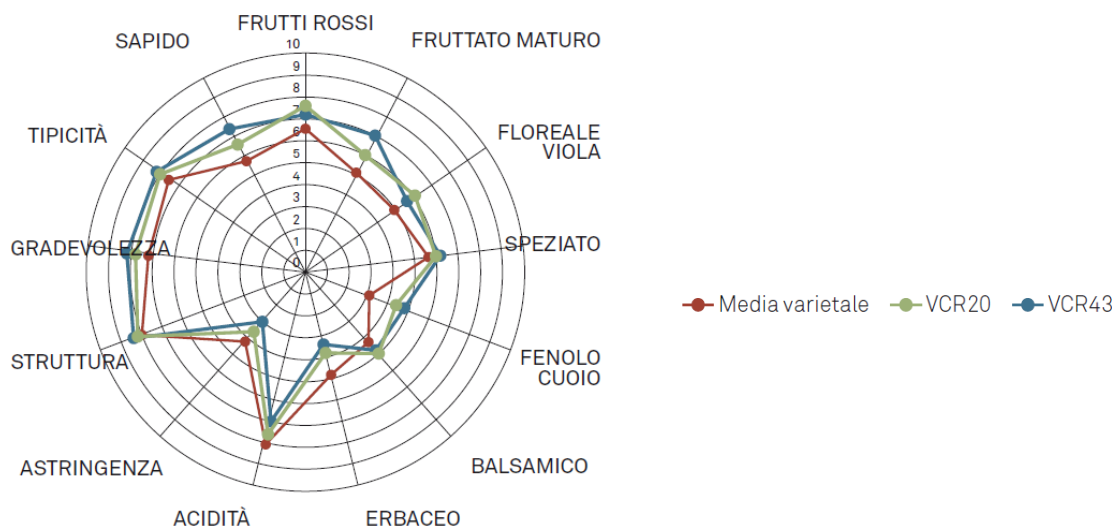 FRUTTI ROSSI
FRUTTATO MATURO
FLOREALE
VIOLA
SPEZIATO
FENOLO
CUOIO
BALSAMICO
ERBACEO
ACIDITÀ
ASTRINGENZA
STRUTTURA
GRADEVOLEZZA
TIPICITÀ
SAPIDO
10
9
8
7
6
5
4
3
2
1
0
Media varietale
VCR20
VCR43